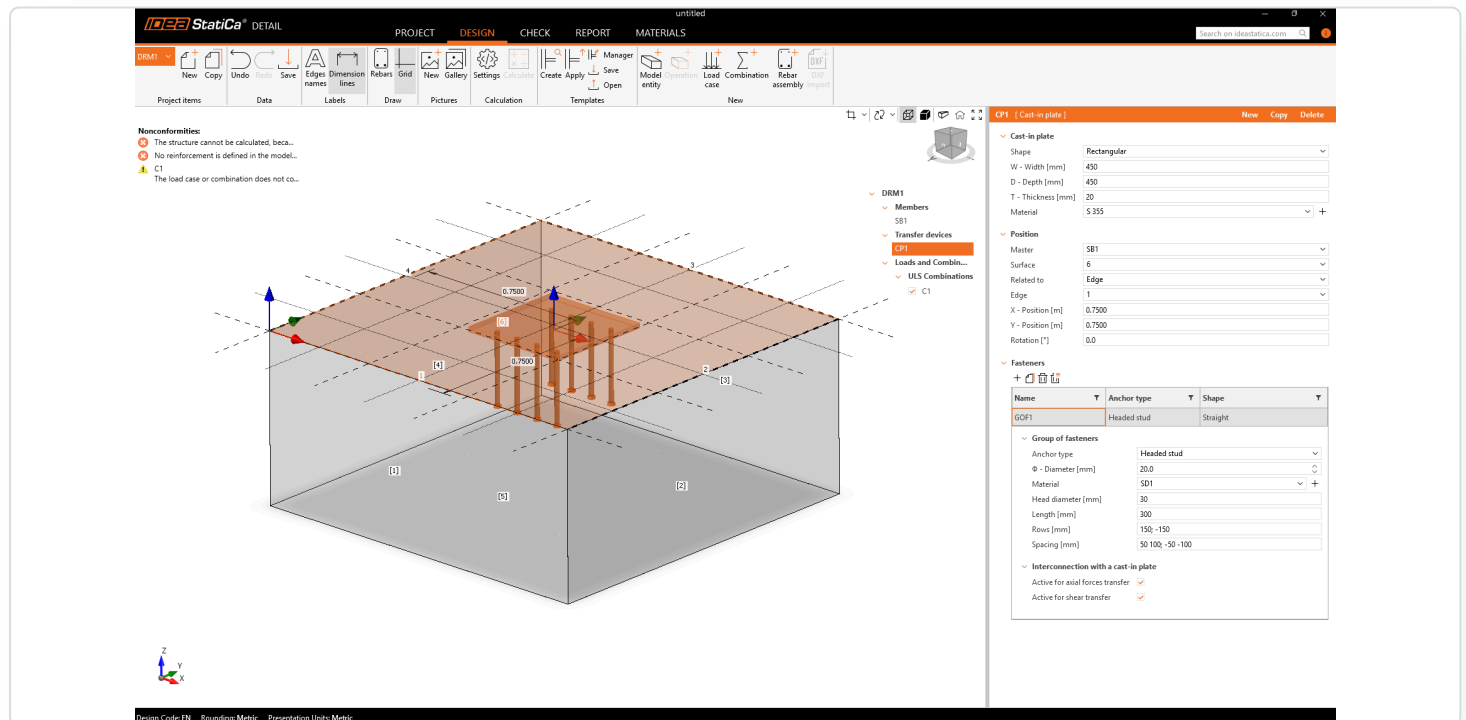 untitled
IDEA StatiCa® DETAIL
PROJECT DESIGN CHECK REPORT MATERIALS
Search on ideastatica.com
DRM1
New Copy Undo Redo Save Edges names Dimension lines Rebars Grid New Gallery Settings Calculate Create Apply Manager Save Open Model entity Operation Load case Combination Rebar assembly DXF Import
Project items Data Labels Draw Pictures Calculation Templates New
Nonconformities:
The structure cannot be calculated, beca...
No reinforcement is defined in the model...
C1
The load case or combination does not co...
DRM1
Members
SB1
Transfer devices
CP1
Loads and Combin...
ULS Combinations
C1
4
3
0.7500
[6]
0.7500
[4]
1
2
[3]
[1]
[5]
[2]
Z
Y
X
CP1 [ Cast-in plate ] New Copy Delete
Cast-in plate
Shape Rectangular
W - Width [mm] 450
D - Depth [mm] 450
T - Thickness [mm] 20
Material S 355
Position
Master SB1
Surface 6
Related to Edge
Edge 1
X - Position [m] 0.7500
Y - Position [m] 0.7500
Rotation [°] 0.0
Fasteners
Name Anchor type Shape
GOF1 Headed stud Straight
Group of fasteners
Anchor type Headed stud
Φ - Diameter [mm] 20.0
Material SD1
Head diameter [mm] 30
Length [mm] 300
Rows [mm] 150; -150
Spacing [mm] 50 100; -50 -100
Interconnection with a cast-in plate
Active for axial forces transfer
Active for shear transfer
Design Code: EN Rounding: Metric Presentation Units: Metric